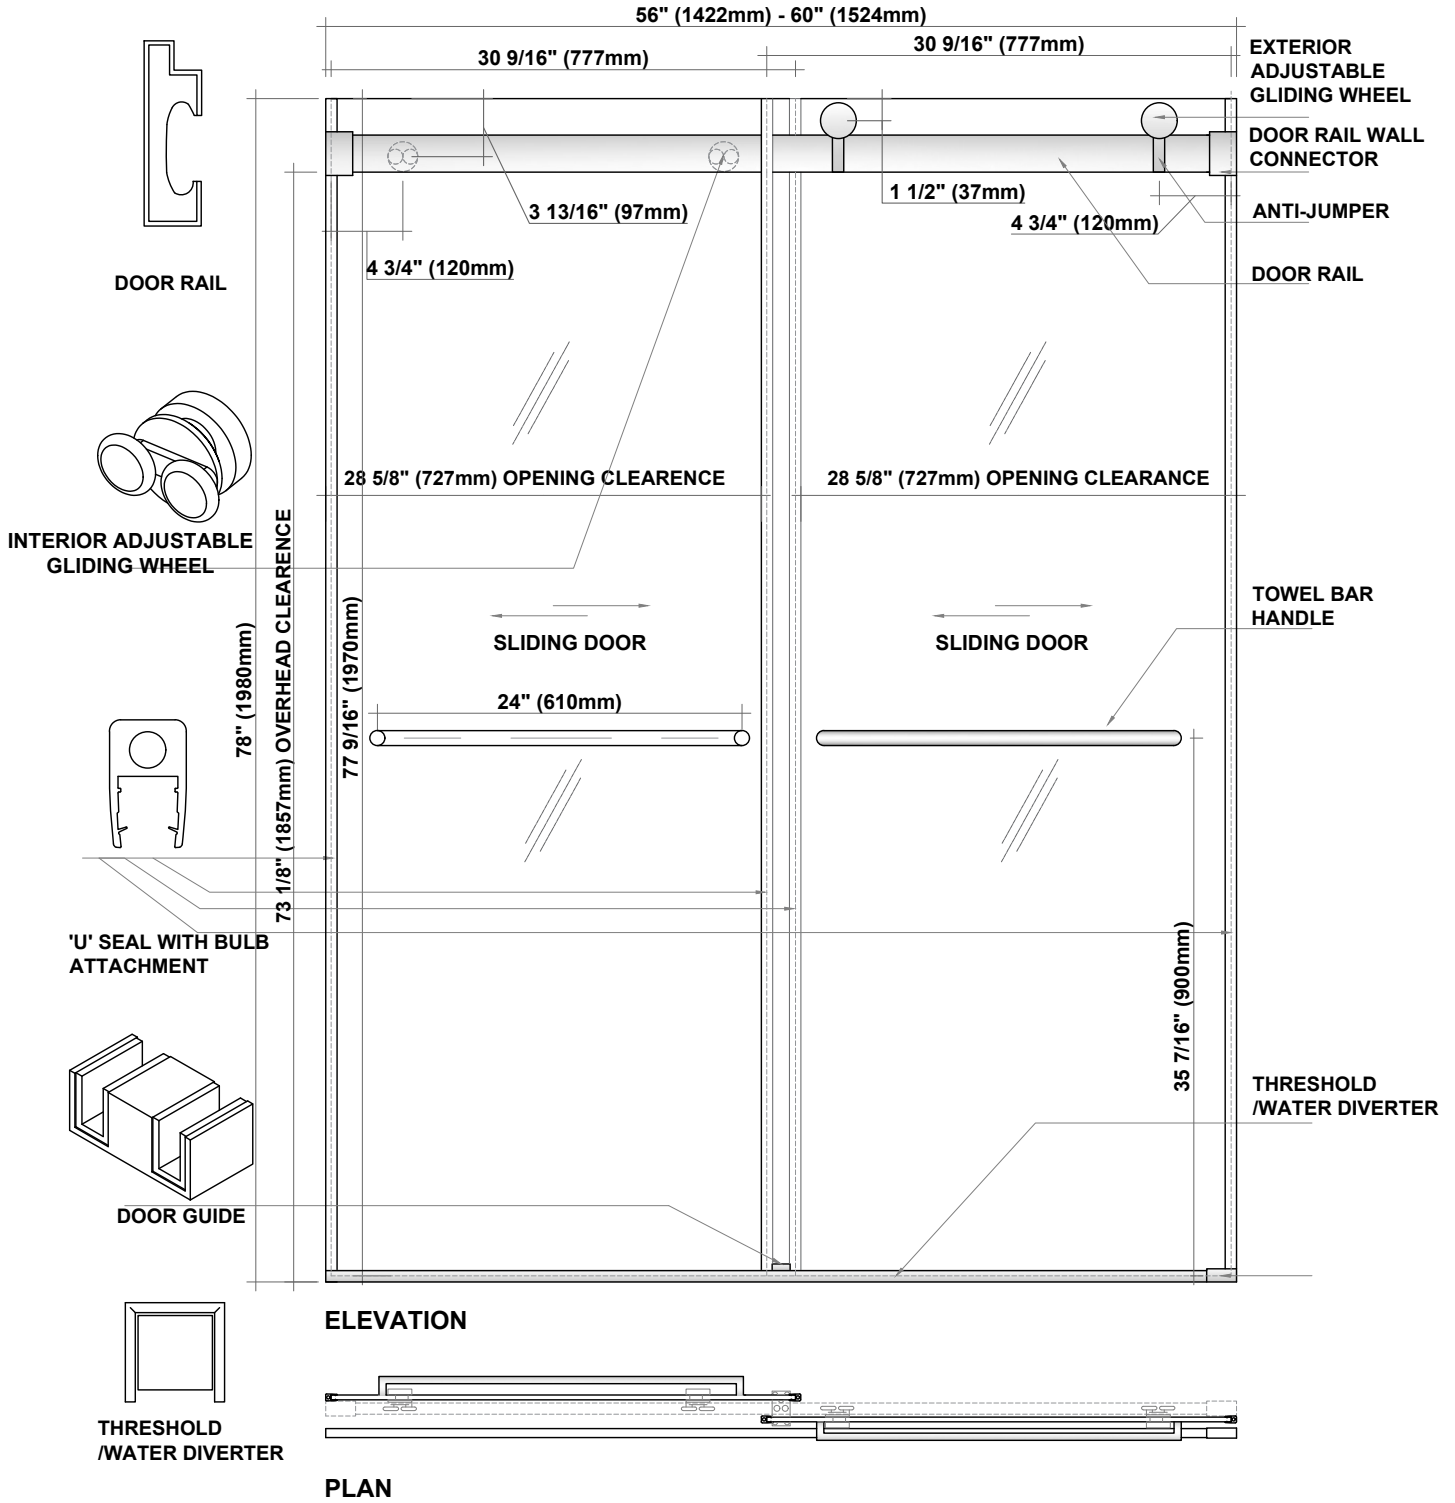 56" (1422mm) - 60" (1524mm)
30 9/16" (777mm)
30 9/16" (777mm)
EXTERIOR
ADJUSTABLE
GLIDING WHEEL
DOOR RAIL WALL
CONNECTOR
1 1/2" (37mm)
3 13/16" (97mm)
4 3/4" (120mm)
ANTI-JUMPER
4 3/4" (120mm)
DOOR RAIL
DOOR RAIL
28 5/8" (727mm) OPENING CLEARENCE
28 5/8" (727mm) OPENING CLEARANCE
INTERIOR ADJUSTABLE
GLIDING WHEEL
78" (1980mm)
73 1/8" (1857mm) OVERHEAD CLEARENCE
77 9/16" (1970mm)
SLIDING DOOR
SLIDING DOOR
TOWEL BAR
HANDLE
24" (610mm)
'U' SEAL WITH BULB
ATTACHMENT
35 7/16" (900mm)
THRESHOLD
/WATER DIVERTER
DOOR GUIDE
ELEVATION
THRESHOLD
/WATER DIVERTER
PLAN